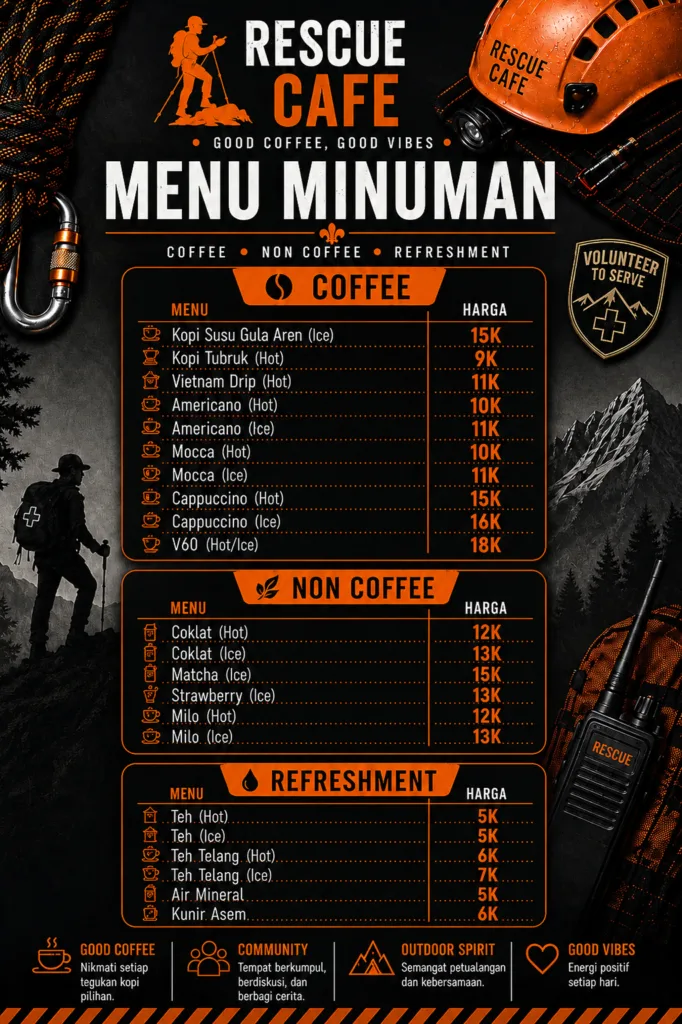 RESCUE
CAFE
• GOOD COFFEE, GOOD VIBES •
RESCUE
CAFE
MENU MINUMAN
COFFEE • NON COFFEE • REFRESHMENT
VOLUNTEER
TO SERVE
COFFEE
MENU HARGA
Kopi Susu Gula Aren (Ice) 15K
Kopi Tubruk (Hot) 9K
Vietnam Drip (Hot) 11K
Americano (Hot) 10K
Americano (Ice) 11K
Mocca (Hot) 10K
Mocca (Ice) 11K
Cappuccino (Hot) 15K
Cappuccino (Ice) 16K
V60 (Hot/Ice) 18K
NON COFFEE
MENU HARGA
Coklat (Hot) 12K
Coklat (Ice) 13K
Matcha (Ice) 15K
Strawberry (Ice) 13K
Milo (Hot) 12K
Milo (Ice) 13K
RESCUE
REFRESHMENT
MENU HARGA
Teh (Hot) 5K
Teh (Ice) 5K
Teh Telang (Hot) 6K
Teh Telang (Ice) 7K
Air Mineral 5K
Kunir Asem 6K
GOOD COFFEE
Nikmati setiap
tegukan kopi
pilihan.
COMMUNITY
Tempat berkumpul,
berdiskusi, dan
berbagi cerita.
OUTDOOR SPIRIT
Semangat petualangan
dan kebersamaan.
GOOD VIBES
Energi positif
setiap hari.